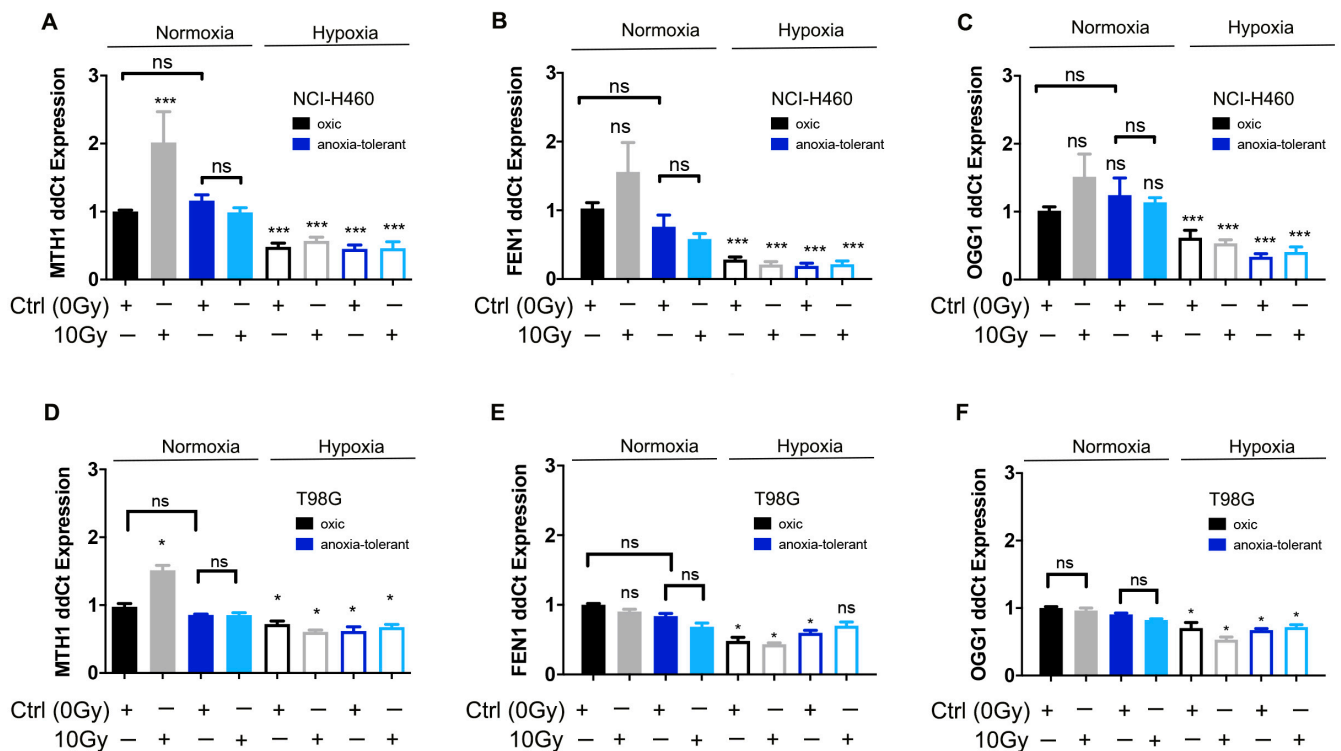 A
Normoxia Hypoxia
MTH1 ddCt Expression
3
2
1
0
ns
***
ns
*** *** *** ***
NCI-H460
oxic
anoxia-tolerant
Ctrl (0Gy) + — + — + — + —
10Gy — + — + — + — +
B
Normoxia Hypoxia
FEN1 ddCt Expression
3
2
1
0
ns
ns
ns
*** *** *** ***
NCI-H460
oxic
anoxia-tolerant
Ctrl (0Gy) + — + — + — + —
10Gy — + — + — + — +
C
Normoxia Hypoxia
OGG1 ddCt Expression
3
2
1
0
ns
ns
ns ns ns
*** *** *** ***
NCI-H460
oxic
anoxia-tolerant
Ctrl (0Gy) + — + — + — + —
10Gy — + — + — + — +
D
Normoxia Hypoxia
MTH1 ddCt Expression
3
2
1
0
ns
*
ns
* * * *
T98G
oxic
anoxia-tolerant
Ctrl (0Gy) + — + — + — + —
10Gy — + — + — + — +
E
Normoxia Hypoxia
FEN1 ddCt Expression
3
2
1
0
ns
ns
ns
* * * ns
T98G
oxic
anoxia-tolerant
Ctrl (0Gy) + — + — + — + —
10Gy — + — + — + — +
F
Normoxia Hypoxia
OGG1 ddCt Expression
3
2
1
0
ns ns
* * * *
T98G
oxic
anoxia-tolerant
Ctrl (0Gy) + — + — + — + —
10Gy — + — + — + — +